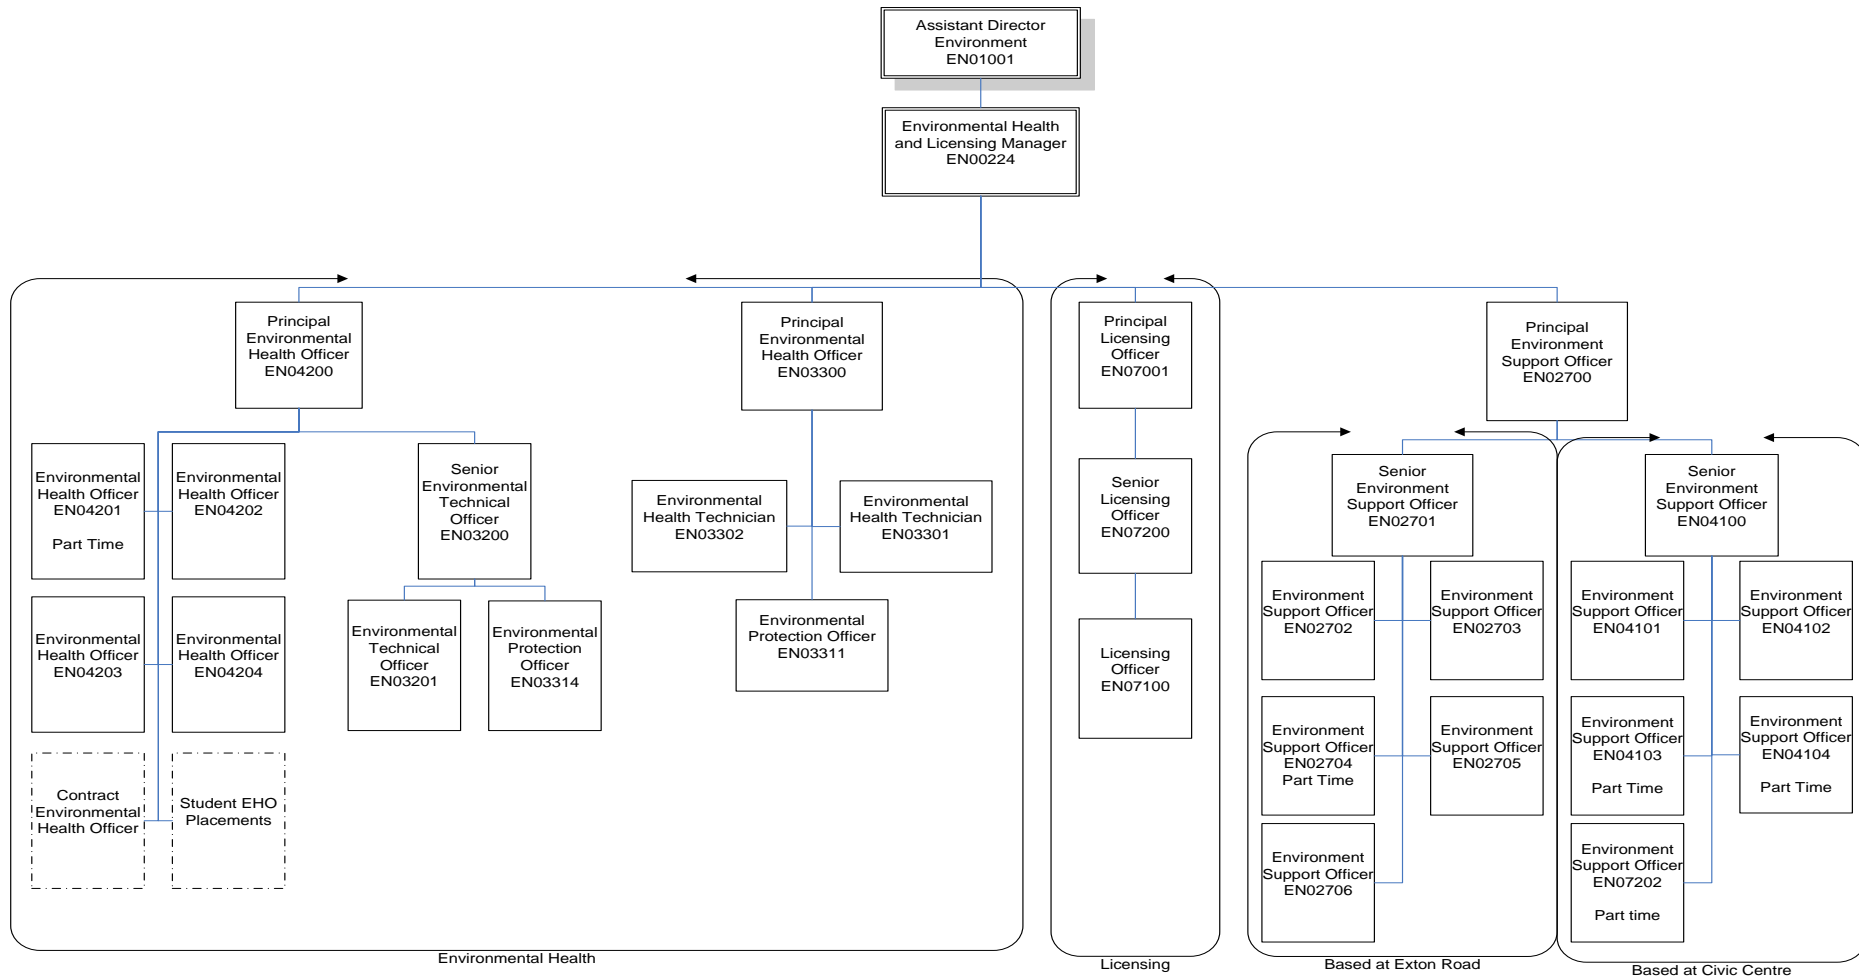 Assistant Director
Environment
EN01001
Environmental Health
and Licensing Manager
EN00224
Principal
Environmental
Health Officer
EN04200
Principal
Environmental
Health Officer
EN03300
Principal
Licensing
Officer
EN07001
Principal
Environment
Support Officer
EN02700
Environmental
Health Officer
EN04201
Part Time
Environmental
Health Officer
EN04202
Senior
Environmental
Technical
Officer
EN03200
Environmental
Health Technician
EN03302
Environmental
Health Technician
EN03301
Senior
Licensing
Officer
EN07200
Senior
Environment
Support Officer
EN02701
Senior
Environment
Support Officer
EN04100
Environmental
Health Officer
EN04203
Environmental
Health Officer
EN04204
Environmental
Technical
Officer
EN03201
Environmental
Protection
Officer
EN03314
Environmental
Protection Officer
EN03311
Licensing
Officer
EN07100
Environment
Support Officer
EN02702
Environment
Support Officer
EN02703
Environment
Support Officer
EN04101
Environment
Support Officer
EN04102
Environment
Support Officer
EN02704
Part Time
Environment
Support Officer
EN02705
Environment
Support Officer
EN04103
Part Time
Environment
Support Officer
EN04104
Part Time
Contract
Environmental
Health Officer
Student EHO
Placements
Environment
Support Officer
EN02706
Environment
Support Officer
EN07202
Part time
Environmental Health
Licensing
Based at Exton Road
Based at Civic Centre